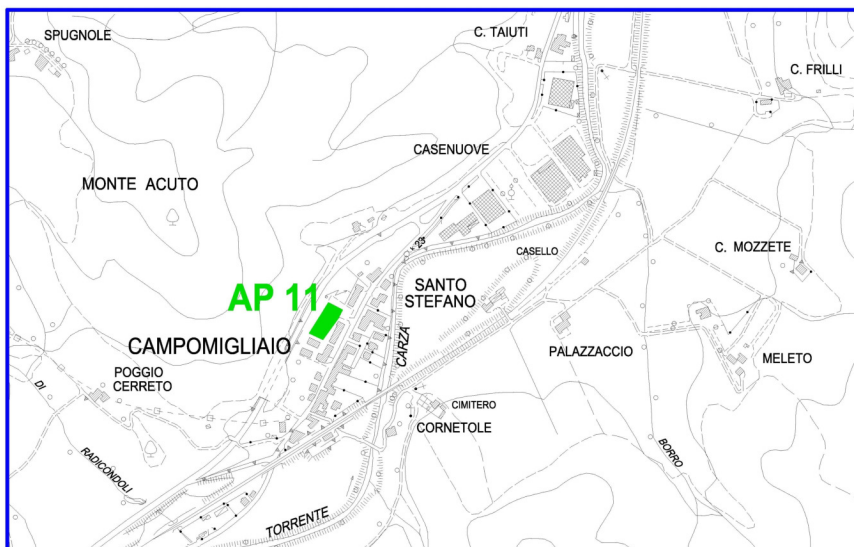 SPUGNOLE
C. TAIUTI
C. FRILLI
CASENUOVE
MONTE ACUTO
C. MOZZETE
CASELLO
SANTO
STEFANO
AP 11
CAMPOMIGLIAIO
CARZA
PALAZZACCIO
MELETO
POGGIO
CERRETO
DI
CIMITERO
CORNETOLE
RADICONDOLI
BORRO
TORRENTE